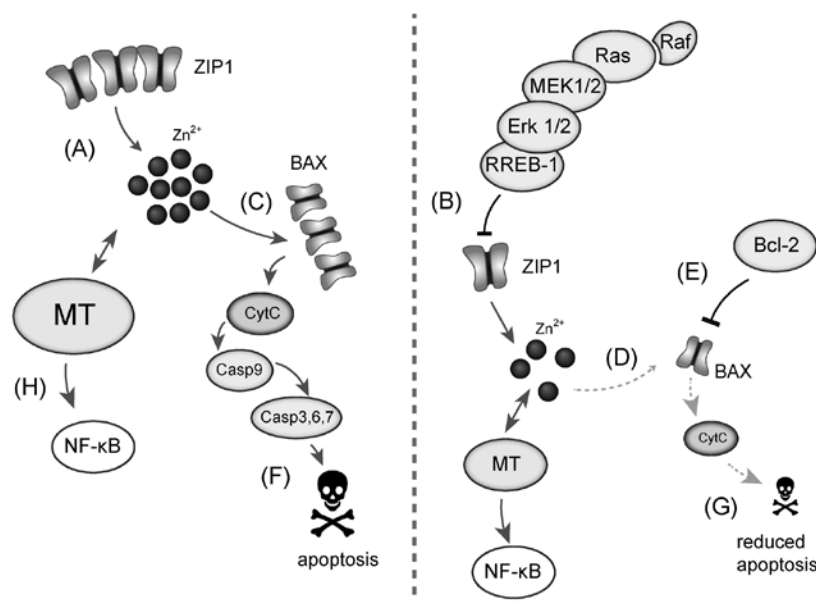 ZIP1
(A)
Zn²⁺
BAX
(C)
MT
CytC
(H)
Casp9
NF-κB
Casp3,6,7
(F)
apoptosis
Raf
Ras
MEK1/2
Erk 1/2
RREB-1
(B)
ZIP1
Bcl-2
(E)
Zn²⁺
(D)
BAX
CytC
MT
(G)
reduced
apoptosis
NF-κB